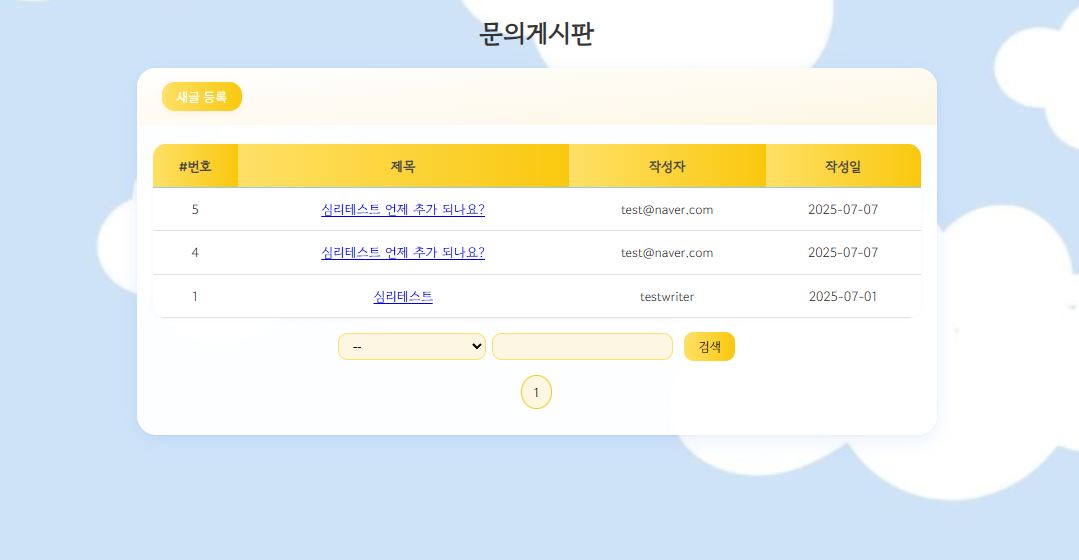 문의게시판
새글 등록
#번호 제목 작성자 작성일
5 심리테스트 언제 추가 되나요? test@naver.com 2025-07-07
4 심리테스트 언제 추가 되나요? test@naver.com 2025-07-07
1 심리테스트 testwriter 2025-07-01
-- 검색
1